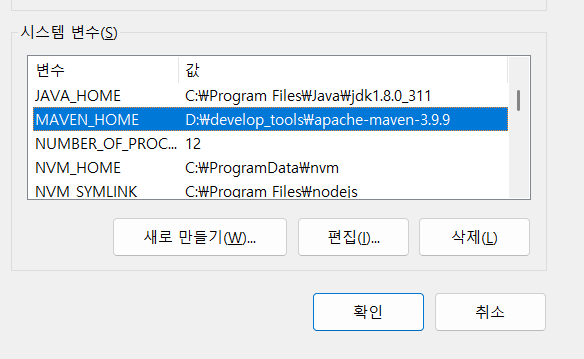 시스템 변수(S)
변수 값
JAVA_HOME C:₩Program Files₩Java₩jdk1.8.0_311
MAVEN_HOME D:₩develop_tools₩apache-maven-3.9.9
NUMBER_OF_PROC... 12
NVM_HOME C:₩ProgramData₩nvm
NVM_SYMLINK C:₩Program Files₩nodejs
새로 만들기(W)... 편집(I)... 삭제(L)
확인 취소